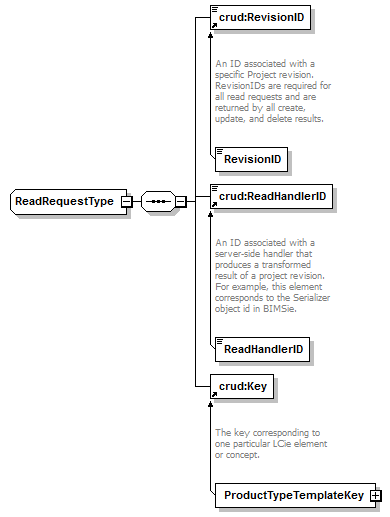 crud:RevisionID
An ID associated with a
specific Project revision.
RevisionIDs are required for
all read requests and are
returned by all create,
update, and delete results.
RevisionID
ReadRequestType
crud:ReadHandlerID
An ID associated with a
server-side handler that
produces a transformed
result of a project revision.
For example, this element
corresponds to the Serializer
object id in BIMSie.
ReadHandlerID
crud:Key
The key corresponding to
one particular LCie element
or concept.
ProductTypeTemplateKey